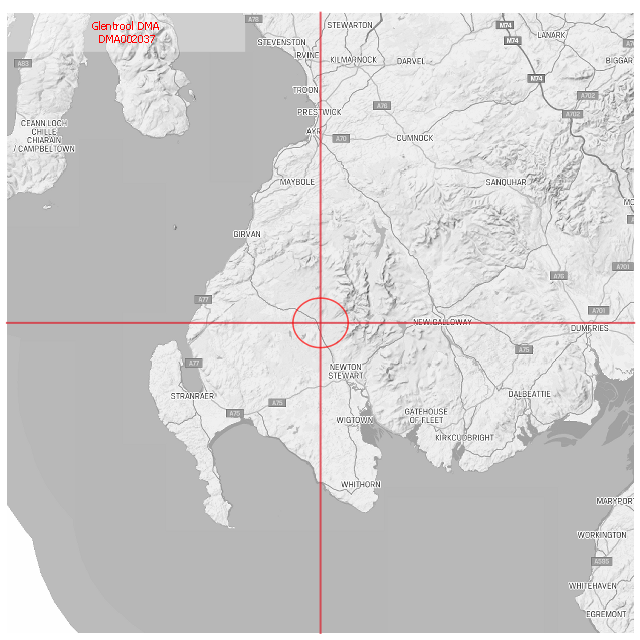 Glentrool DMA
DMA002037
A78
STEWARTON
M74
LANARK
STEVENSTON
M74
IRVINE
KILMARNOCK
DARVEL
BIGGAR
A83
M74
TROON
A702
A76
PRESTWICK
A702
CEANN LOCH
CHILLE
CHIARAIN
/ CAMPBELTOWN
AYR
A70
CUMNOCK
MAYBOLE
SANQUHAR
MO
GIRVAN
A701
A76
A77
A701
NEW GALLOWAY
DUMFRIES
A75
A77
NEWTON
STEWART
STRANRAER
DALBEATTIE
A75
A75
WIGTOWN
GATEHOUSE
OF FLEET
KIRKCUDBRIGHT
WHITHORN
MARYPORT
WORKINGTON
A595
WHITEHAVEN
EGREMONT